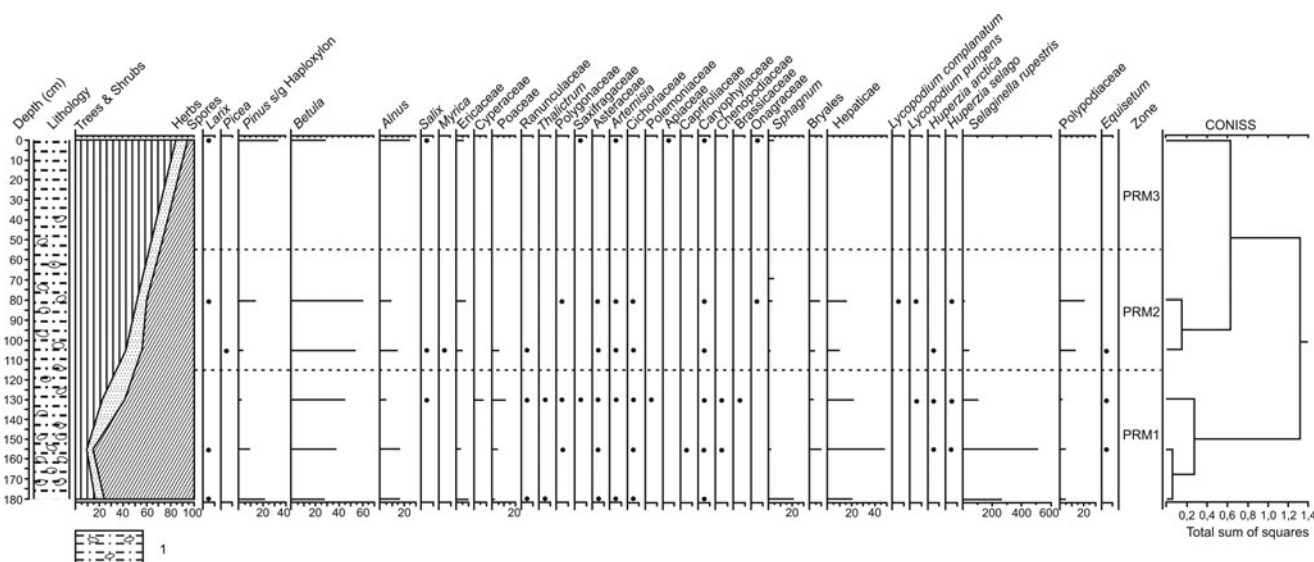 Depth (cm)
Lithology
Trees & Shrubs
Herbs
Spores
Larix
Picea
Pinus s/g Haploxylon
Betula
Alnus
Salix
Myrica
Ericaceae
Cyperaceae
Poaceae
Ranunculaceae
Thalictrum
Polygonaceae
Saxifragaceae
Asteraceae
Artemisia
Cichoriaceae
Polemoniaceae
Apiaceae
Caprifoliaceae
Caryophyllaceae
Chenopodiaceae
Brassicaceae
Onagraceae
Sphagnum
Bryales
Hepaticae
Lycopodium complanatum
Lycopodium pungens
Huperzia arctica
Huperzia selago
Selaginella rupestris
Polypodiaceae
Equisetum
Zone
CONISS
0
10
20
30
40
50
60
70
80
90
100
110
120
130
140
150
160
170
180
PRM3
PRM2
PRM1
20 40 60 80 100
20 40
20 40 60
20
20
20
20 40
200 400 600
20
0,2 0,4 0,6 0,8 1,0 1,2 1,4
Total sum of squares
1